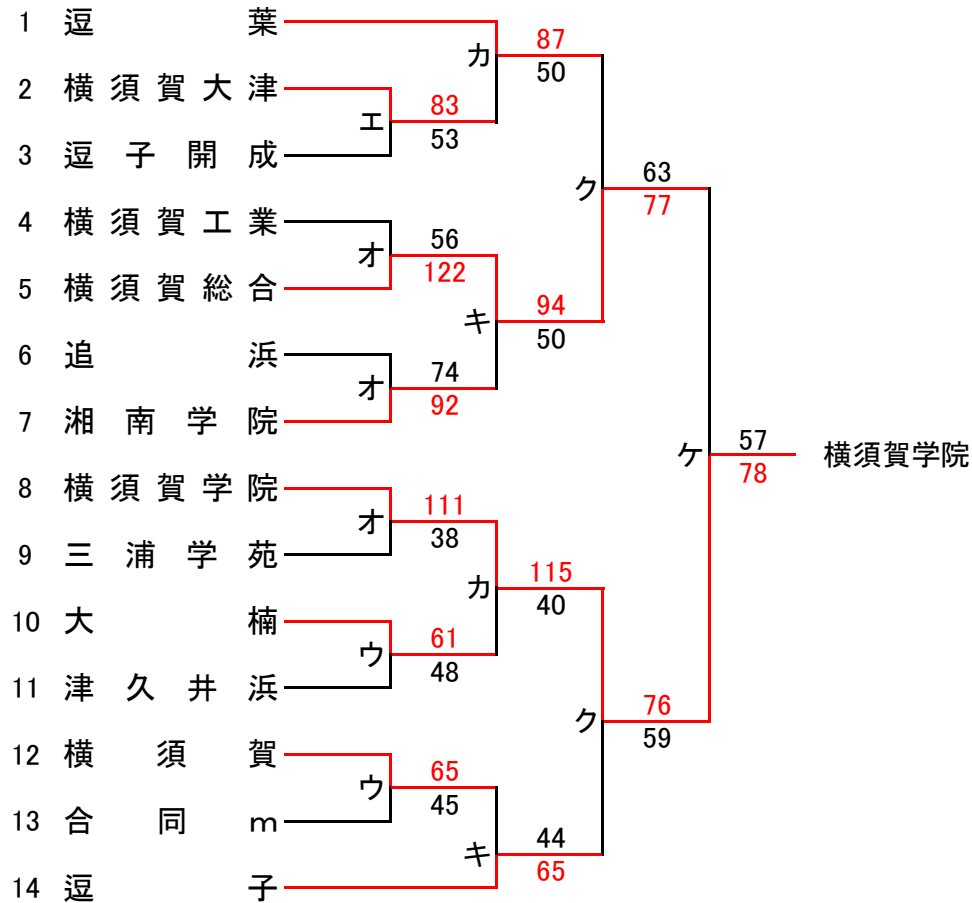 1 逗葉
2 横須賀大津
3 逗子開成
4 横須賀工業
5 横須賀総合
6 追浜
7 湘南学院
8 横須賀学院
9 三浦学苑
10 大楠
11 津久井浜
12 横須賀
13 合同m
14 逗子
エ
83
53
オ
56
122
オ
74
92
オ
111
38
ウ
61
48
ウ
65
45
カ
87
50
キ
94
50
カ
115
40
キ
44
65
ク
63
77
ク
76
59
ケ
57
78
横須賀学院